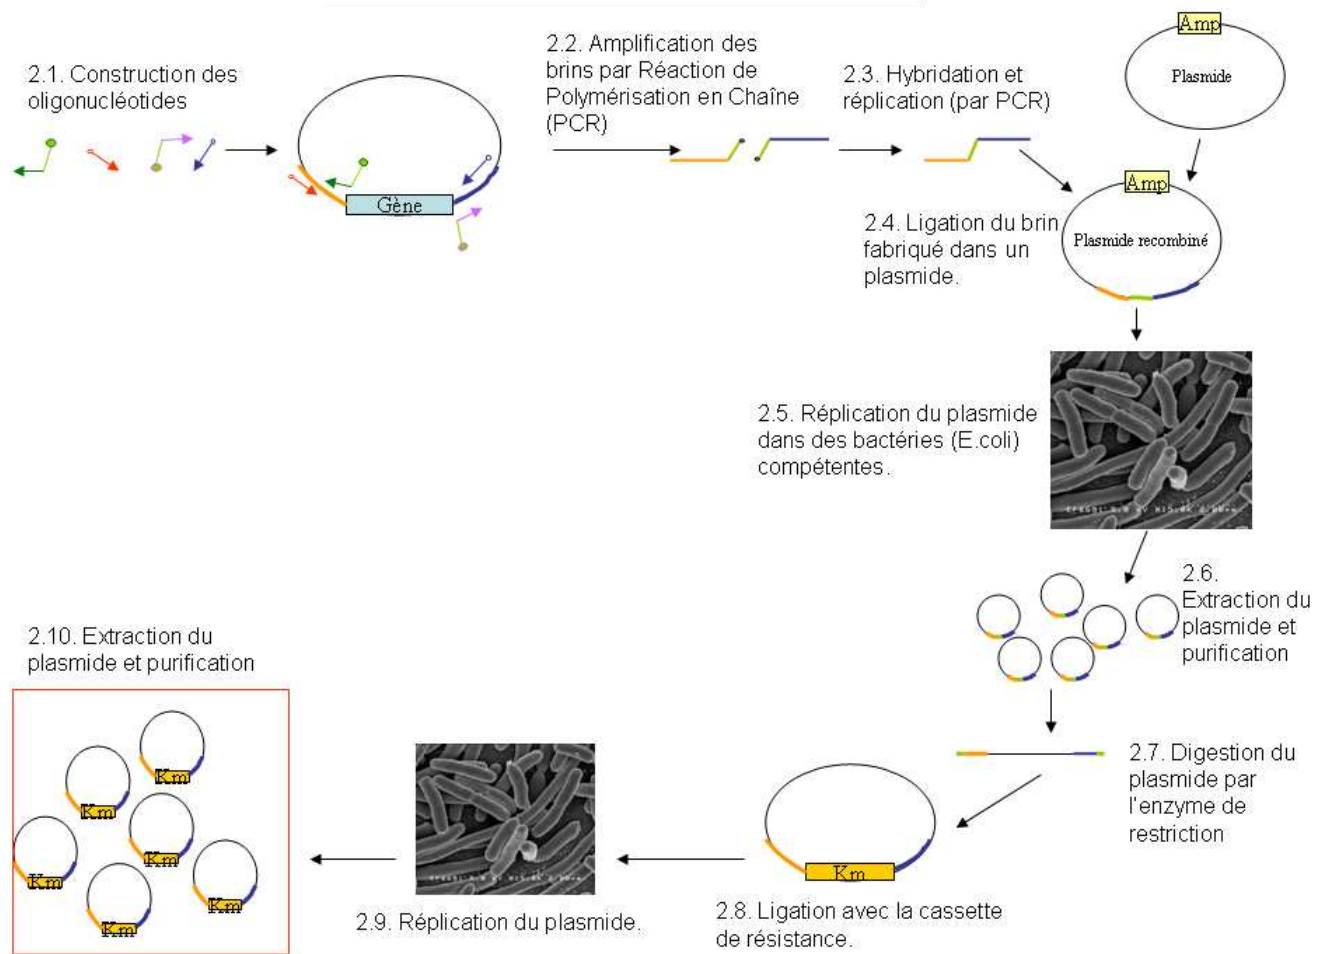 2.1. Construction des
oligonucléotides
Gène
2.2. Amplification des
brins par Réaction de
Polymérisation en Chaîne
(PCR)
2.3. Hybridation et
réplication (par PCR)
Amp
Plasmide
Amp
Plasmide recombiné
2.4. Ligation du brin
fabriqué dans un
plasmide.
2.5. Réplication du plasmide
dans des bactéries (E.coli)
compétentes.
2.6.
Extraction du
plasmide et
purification
2.7. Digestion du
plasmide par
l'enzyme de
restriction
Km
2.8. Ligation avec la cassette
de résistance.
2.9. Réplication du plasmide.
2.10. Extraction du
plasmide et purification
Km
Km
Km
Km
Km
Km